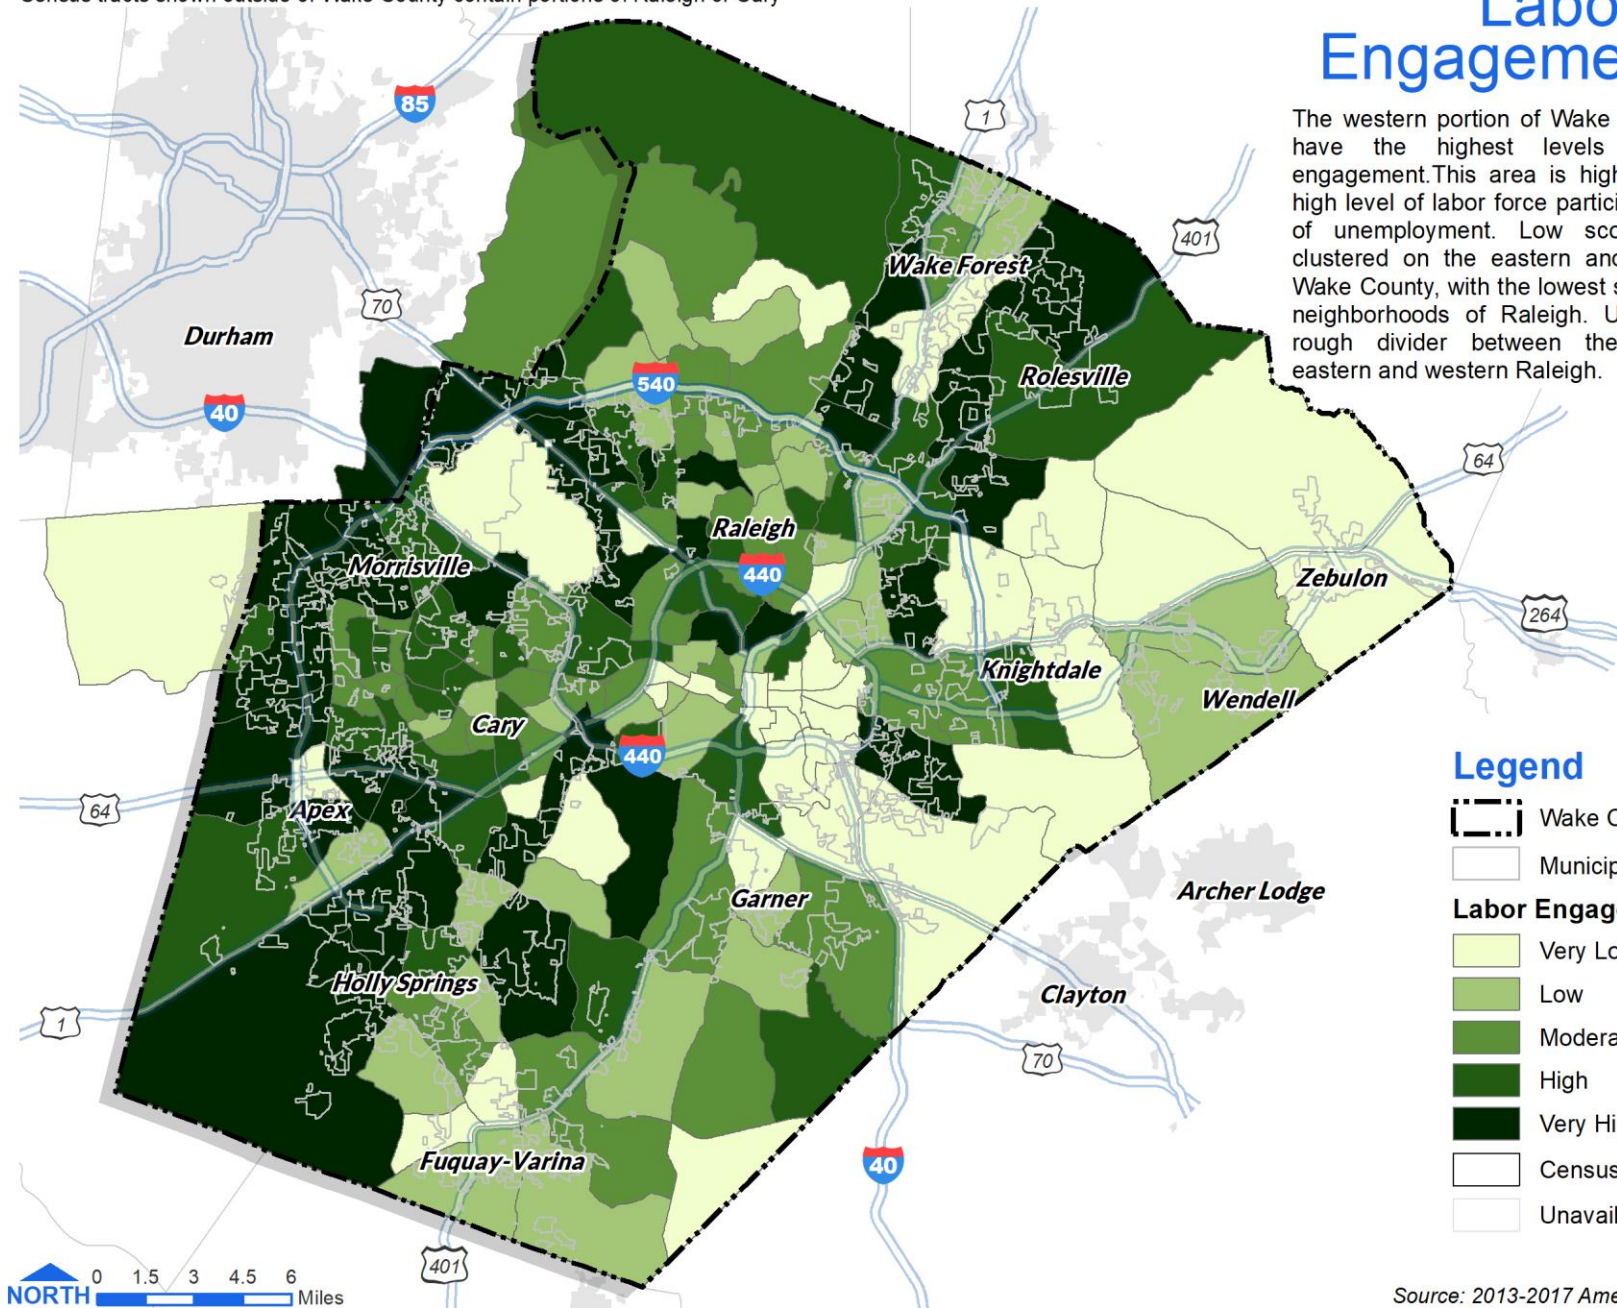 Census tracts shown outside of Wake County contain portions of Raleigh or Cary
Labo
Engageme
The western portion of Wake
have the highest levels
engagement.This area is high
high level of labor force partici
of unemployment. Low sco
clustered on the eastern and
Wake County, with the lowest s
neighborhoods of Raleigh. U
rough divider between the
eastern and western Raleigh.
85
1
401
Wake Forest
70
Durham
540
Rolesville
40
64
Raleigh
Morrisville
440
Zebulon
264
Knightdale
Wendell
Cary
440
64
Apex
Garner
Archer Lodge
Holly Springs
Clayton
1
70
Fuquay-Varina
40
401
Legend
Wake C
Municip
Labor Engag
Very Lo
Low
Modera
High
Very Hi
Census
Unavail
NORTH
0 1.5 3 4.5 6
Miles
Source: 2013-2017 Ame